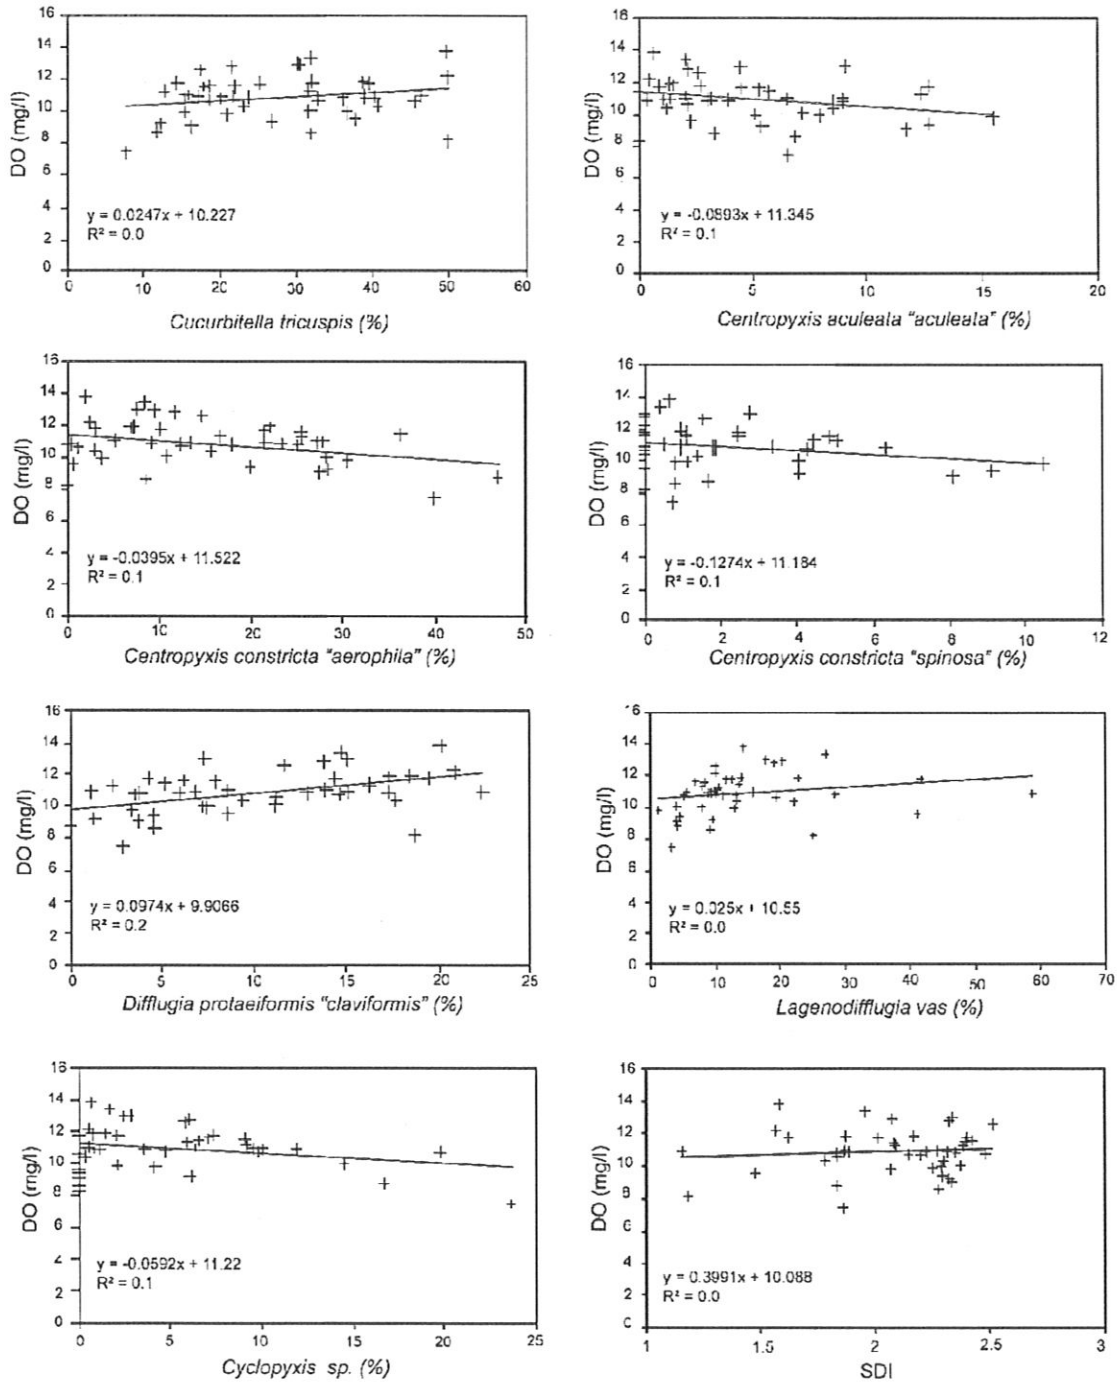 16
14
12
10
8
6
4
2
0
DO (mg/l)
y = 0.0247x + 10.227
R² = 0.0
0 10 20 30 40 50 60
Cucurbitella tricuspis (%)
16
14
12
10
8
6
4
2
0
DO (mg/l)
y = -0.0893x + 11.345
R² = 0.1
0 5 10 15 20
Centropyxis aculeata "aculeata" (%)
16
14
12
10
8
6
4
2
0
DO (mg/l)
y = -0.0395x + 11.522
R² = 0.1
0 10 20 30 40 50
Centropyxis constricta "aerophila" (%)
16
14
12
10
8
6
4
2
0
DO (mg/l)
y = -0.1274x + 11.184
R² = 0.1
0 2 4 6 8 10 12
Centropyxis constricta "spinosa" (%)
16
14
12
10
8
6
4
2
0
DO (mg/l)
y = 0.0974x + 9.9066
R² = 0.2
0 5 10 15 20 25
Difflugia protaeiformis "claviformis" (%)
16
14
12
10
8
6
4
2
0
DO (mg/l)
y = 0.025x + 10.55
R² = 0.0
0 10 20 30 40 50 60 70
Lagenodifflugia vas (%)
16
14
12
10
8
6
4
2
0
DO (mg/l)
y = -0.0592x + 11.22
R² = 0.1
0 5 10 15 20 25
Cyclopyxis sp. (%)
16
14
12
10
8
6
4
2
0
DO (mg/l)
y = 0.3991x + 10.088
R² = 0.0
1 1.5 2 2.5 3
SDI